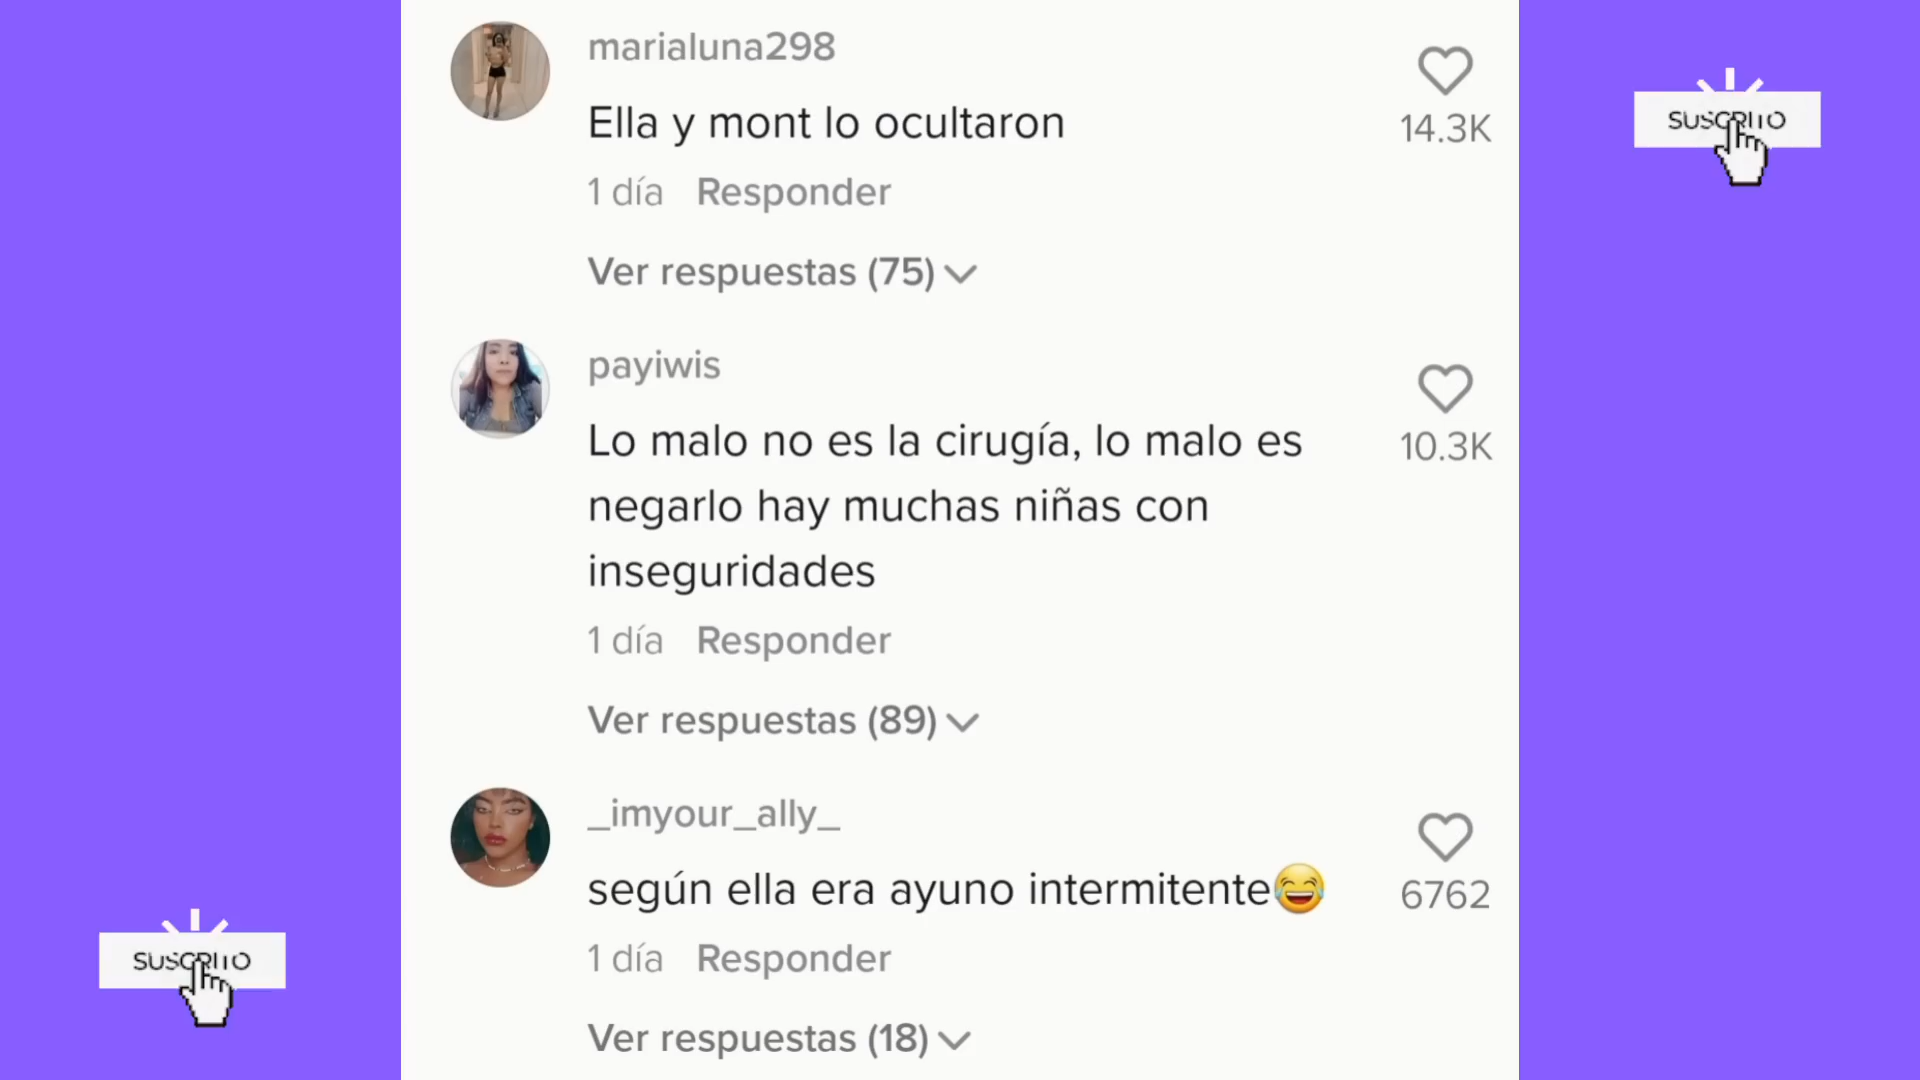 marialuna298
Ella y mont lo ocultaron
14.3K
1 día Responder
Ver respuestas (75)
SUSCRITO
payiwis
Lo malo no es la cirugía, lo malo es
negarlo hay muchas niñas con
inseguridades
10.3K
1 día Responder
Ver respuestas (89)
_imyour_ally_
según ella era ayuno intermitente😂
6762
1 día Responder
Ver respuestas (18)
SUSCRITO